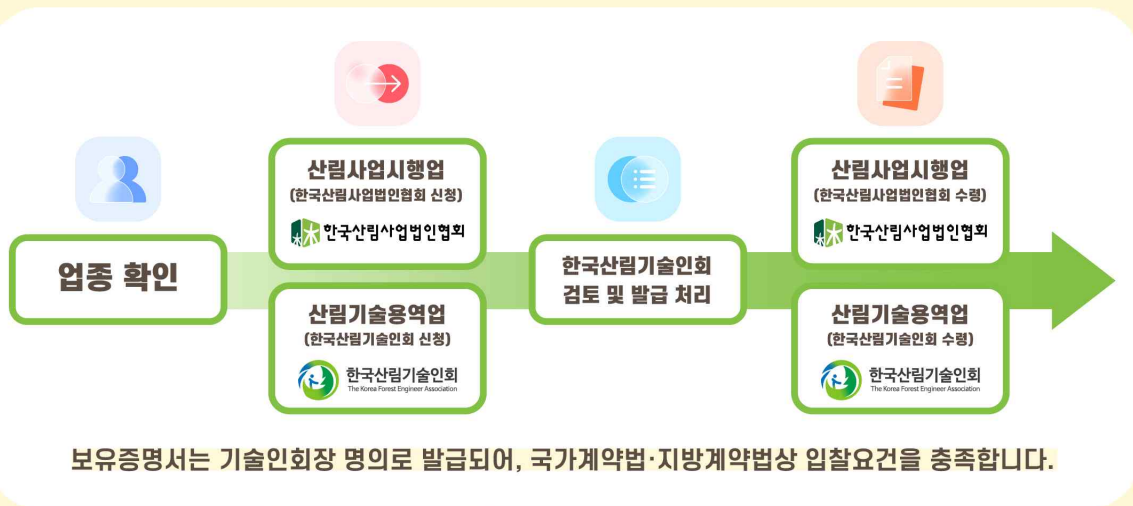 업종 확인
산림사업시행업
(한국산림사업법인협회 신청)
한국산림사업법인협회
산림기술용역업
(한국산림기술인회 신청)
한국산림기술인회
The Korea Forest Engineer Association
한국산림기술인회
검토 및 발급 처리
산림사업시행업
(한국산림사업법인협회 수령)
한국산림사업법인협회
산림기술용역업
(한국산림기술인회 수령)
한국산림기술인회
The Korea Forest Engineer Association
보유증명서는 기술인회장 명의로 발급되어, 국가계약법·지방계약법상 입찰요건을 충족합니다.